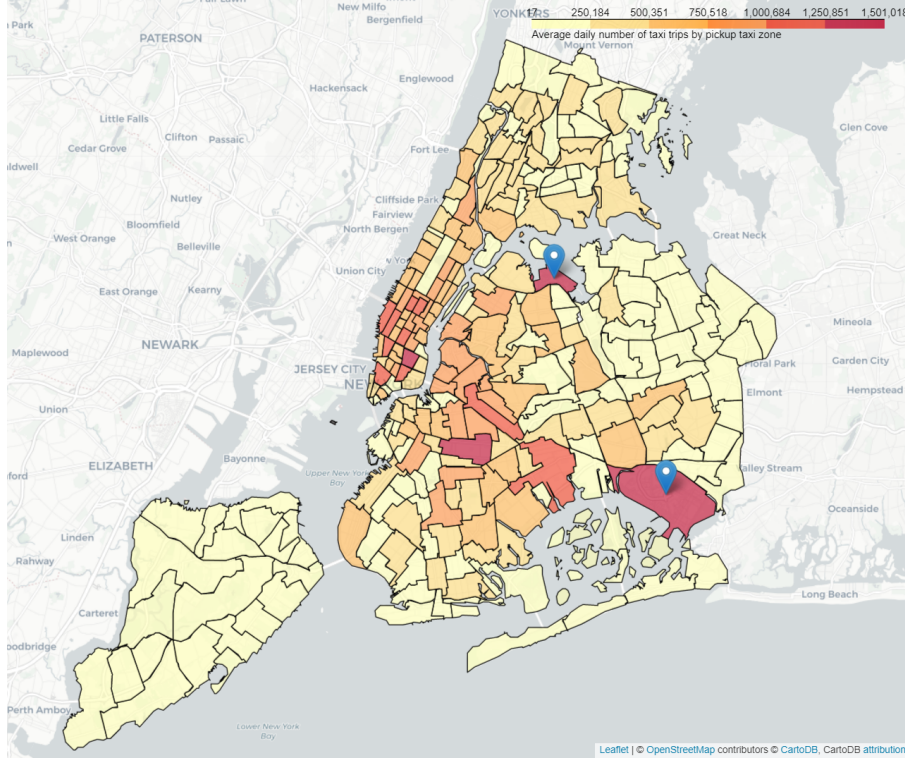 n Park
New Milfo
Bergenfield
YONKERS
17 250,184 500,351 750,518 1,000,684 1,250,851 1,501,018
Average daily number of taxi trips by pickup taxi zone
PATERSON
Mount Vernon
Englewood
Hackensack
Little Falls
Clifton
Passaic
Fort Lee
Glen Cove
Cedar Grove
aldwell
Nutley
Cliffside Park
Fairview
North Bergen
Bloomfield
West Orange
Belleville
Great Neck
Union City
East Orange
Kearny
Mineola
Maplewood
NEWARK
JERSEY CITY
NEW YORK
Floral Park
Garden City
Elmont
Hempstead
Union
ELIZABETH
Bayonne
Upper New York
Bay
Valley Stream
Oceanside
Linden
Rahway
Long Beach
Carteret
oodbridge
Perth Amboy
Lower New York
Bay
Leaflet | © OpenStreetMap contributors © CartoDB, CartoDB attribution